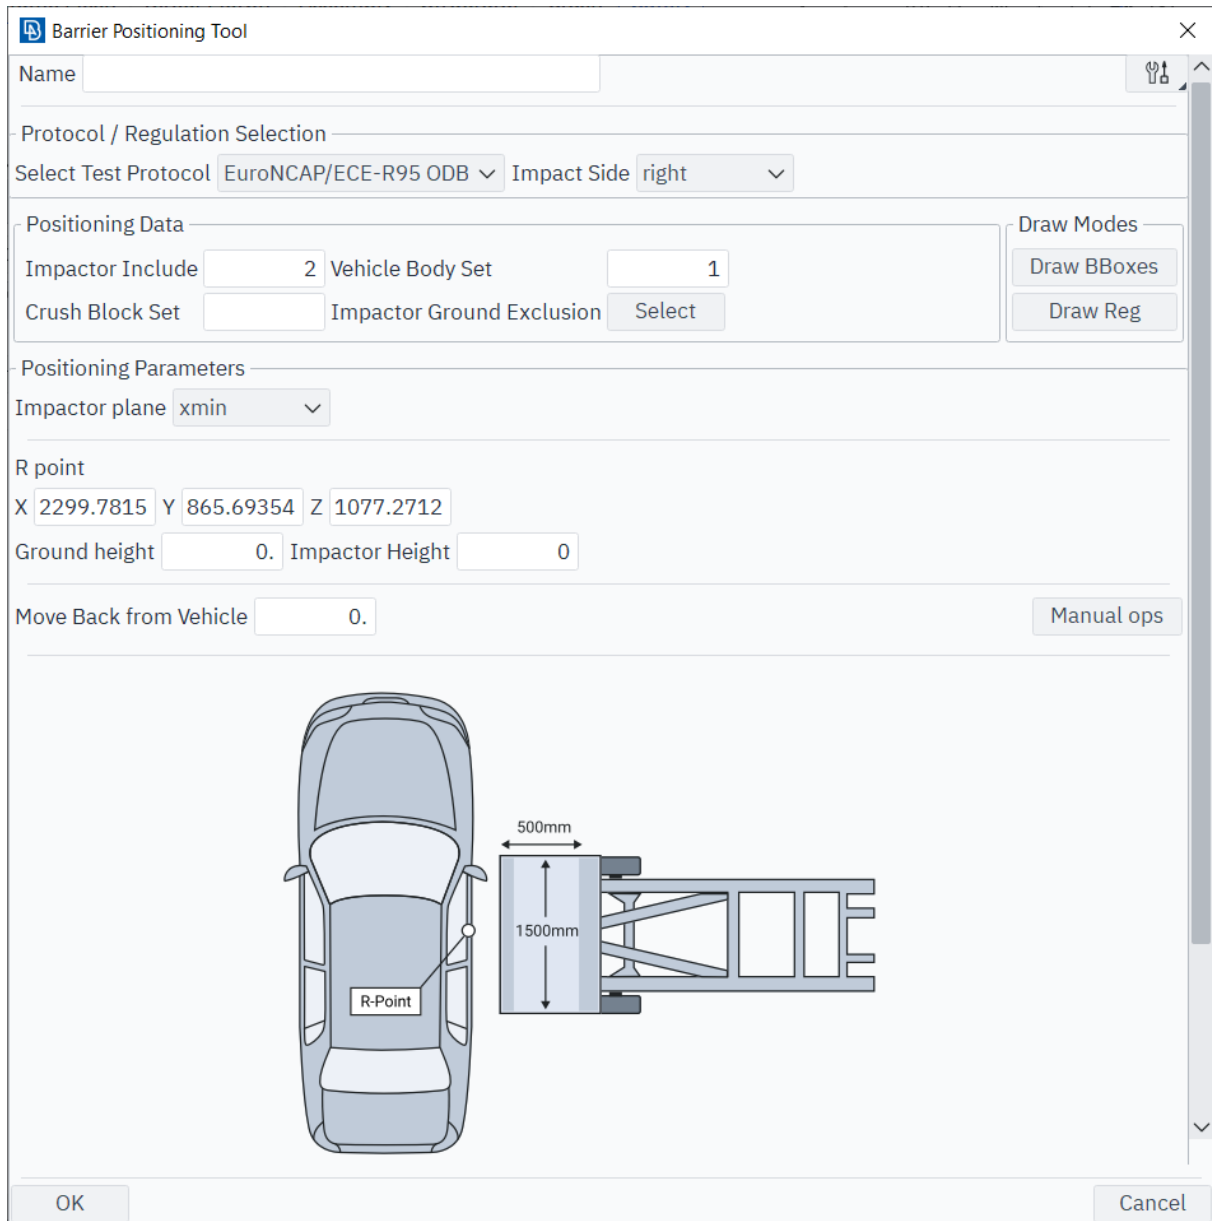 Barrier Positioning Tool
Name
Protocol / Regulation Selection
Select Test Protocol EuroNCAP/ECE-R95 ODB Impact Side right
Positioning Data Draw Modes
Impactor Include 2 Vehicle Body Set 1 Draw BBoxes
Crush Block Set Impactor Ground Exclusion Select Draw Reg
Positioning Parameters
Impactor plane xmin
R point
X 2299.7815 Y 865.69354 Z 1077.2712
Ground height 0. Impactor Height 0
Move Back from Vehicle 0. Manual ops
500mm
1500mm
R-Point
OK Cancel